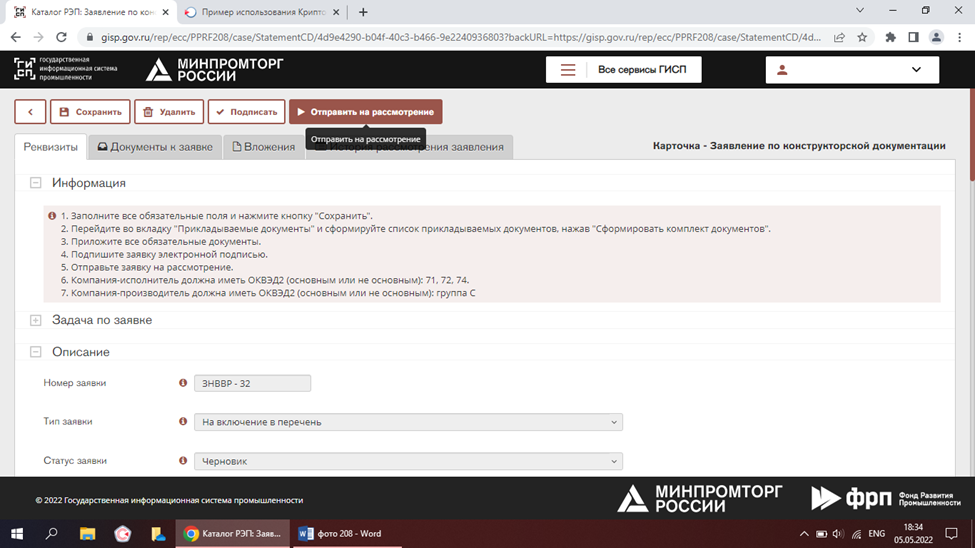 Каталог РЭП: Заявление по кон
Пример использования Крипто
gisp.gov.ru/rep/ecc/PPRF208/case/StatementCD/4d9e4290-b04f-40c3-b466-9e2240936803?backURL=https://gisp.gov.ru/rep/ecc/PPRF208/case/StatementCD/4d...
ГИСП
государственная
информационная система
промышленности
МИНПРОМТОРГ
РОССИИ
Все сервисы ГИСП
Сохранить
Удалить
Подписать
Отправить на рассмотрение
Отправить на рассмотрение
Реквизиты
Документы к заявке
Вложения
История рассмотрения заявления
Карточка - Заявление по конструкторской документации
Информация
1. Заполните все обязательные поля и нажмите кнопку "Сохранить".
2. Перейдите во вкладку "Прикладываемые документы" и сформируйте список прикладываемых документов, нажав "Сформировать комплект документов".
3. Приложите все обязательные документы.
4. Подпишите заявку электронной подписью.
5. Отправьте заявку на рассмотрение.
6. Компания-исполнитель должна иметь ОКВЭД2 (основным или не основным): 71, 72, 74.
7. Компания-производитель должна иметь ОКВЭД2 (основным или не основным): группа С
Задача по заявке
Описание
Номер заявки
ЗНВВР - 32
Тип заявки
На включение в перечень
Статус заявки
Черновик
© 2022 Государственная информационная система промышленности
МИНПРОМТОРГ
РОССИИ
фрп
Фонд Развития
Промышленности
Каталог РЭП: Заяв...
фото 208 - Word
ENG
18:34
05.05.2022